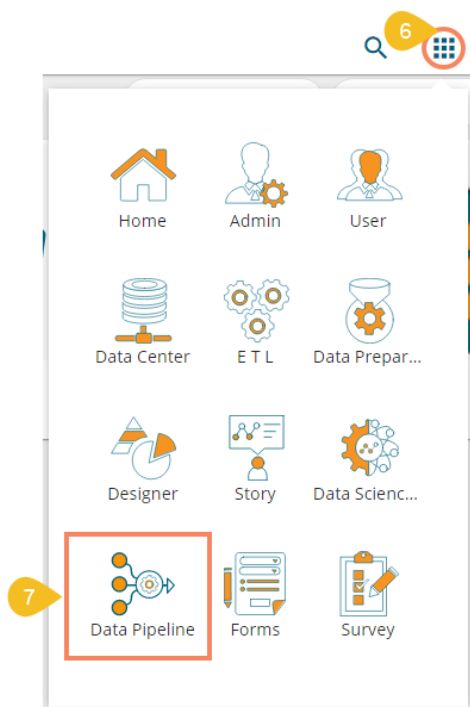 6
Home Admin User
Data Center E T L Data Prepar...
Designer Story Data Scienc...
7
Data Pipeline Forms Survey